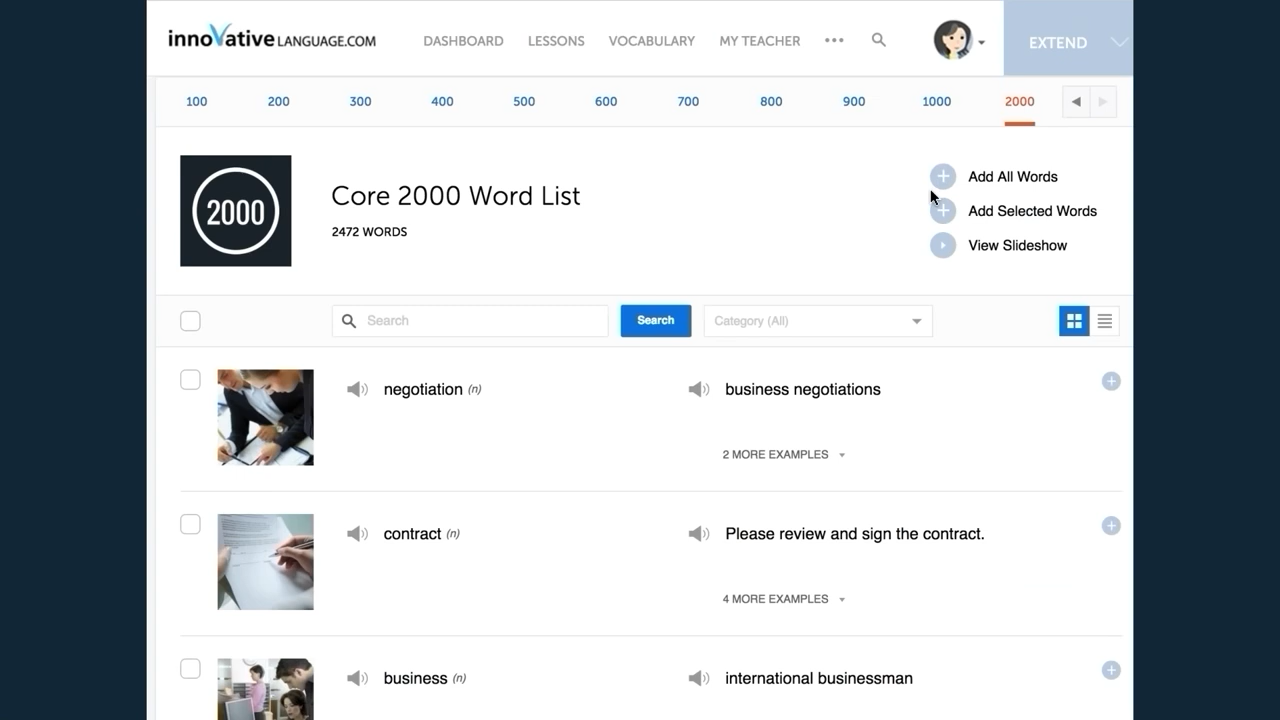 innoVative LANGUAGE.COM
DASHBOARD LESSONS VOCABULARY MY TEACHER
EXTEND
100 200 300 400 500 600 700 800 900 1000 2000
2000
Core 2000 Word List
2472 WORDS
Add All Words
Add Selected Words
View Slideshow
Search Search Category (All)
negotiation (n) business negotiations
2 MORE EXAMPLES
contract (n) Please review and sign the contract.
4 MORE EXAMPLES
business (n) international businessman